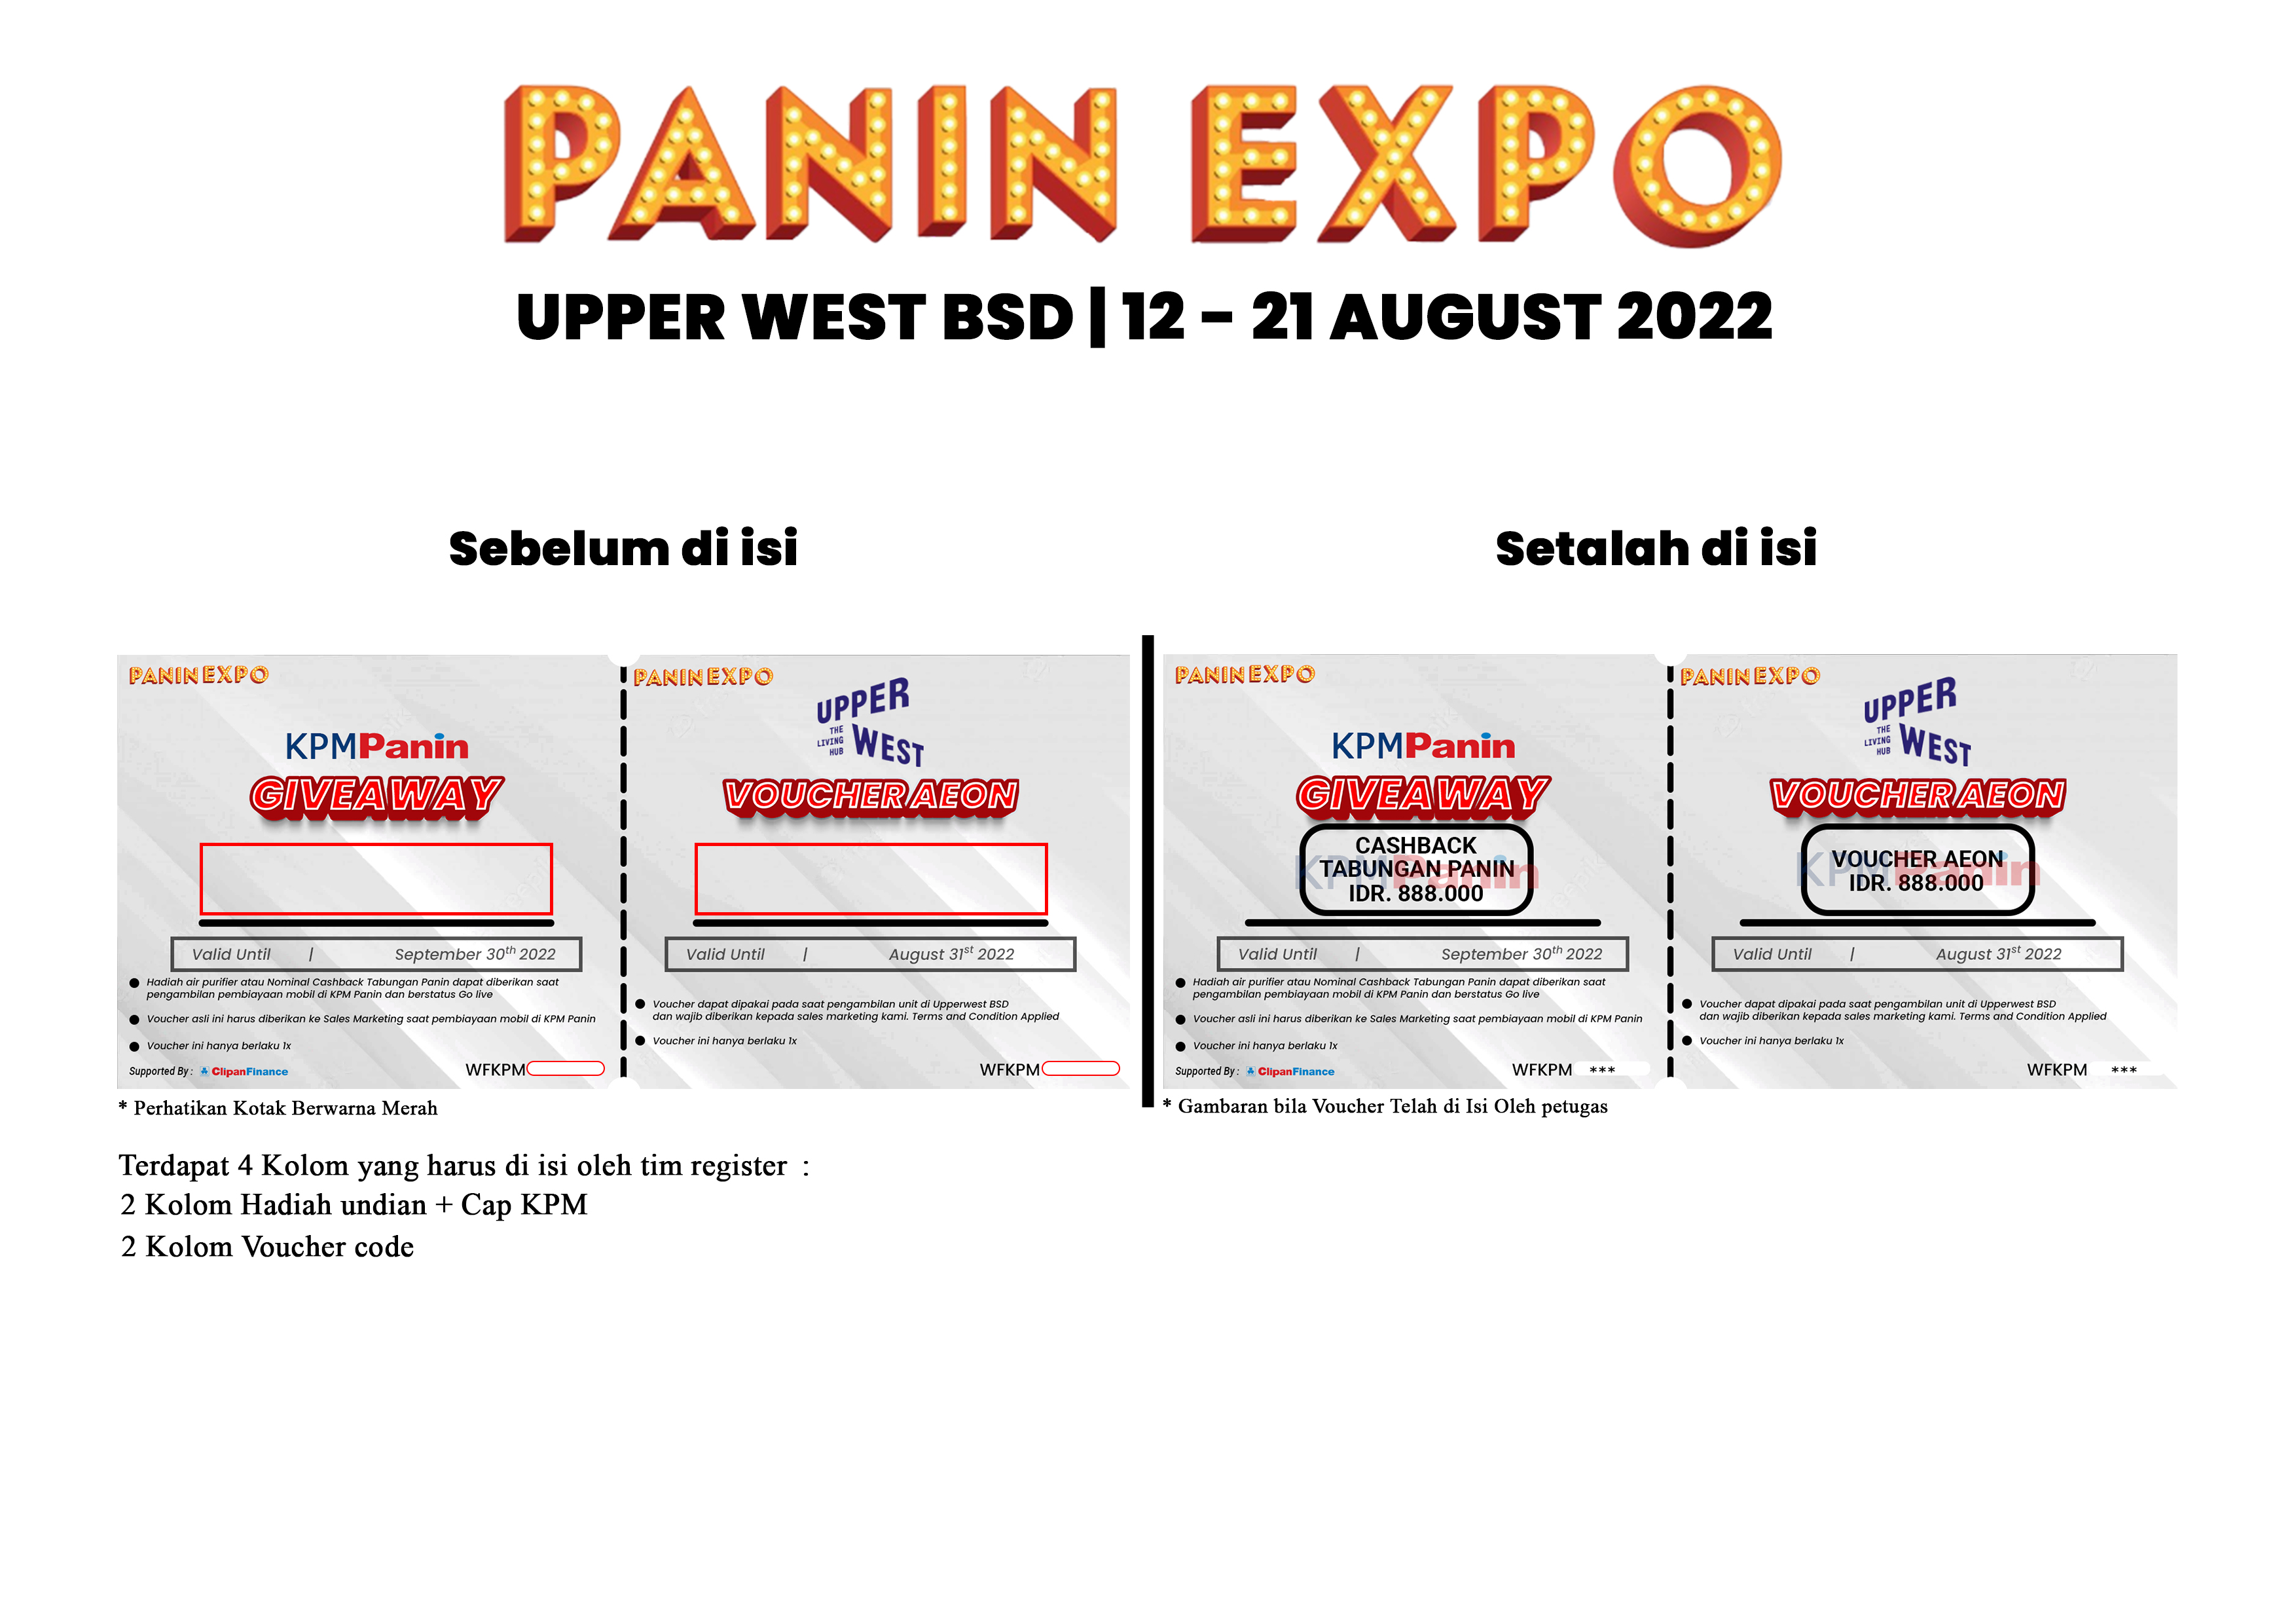 PANIN EXPO
UPPER WEST BSD | 12 – 21 AUGUST 2022
Sebelum di isi
Setalah di isi
PANIN EXPO
KPMPanin
GIVEAWAY
Valid Until | September 30th 2022
Hadiah air purifier atau Nominal Cashback Tabungan Panin dapat diberikan saat
pengambilan pembiayaan mobil di KPM Panin dan berstatus Go live
Voucher asli ini harus diberikan ke Sales Marketing saat pembiayaan mobil di KPM Panin
Voucher ini hanya berlaku 1x
Supported By : ClipanFinance
WFKPM
PANIN EXPO
UPPER
THE LIVING HUB
WEST
VOUCHER AEON
Valid Until | August 31st 2022
Voucher dapat dipakai pada saat pengambilan unit di Upperwest BSD
dan wajib diberikan kepada sales marketing kami. Terms and Condition Applied
Voucher ini hanya berlaku 1x
WFKPM
PANIN EXPO
KPMPanin
GIVEAWAY
CASHBACK
TABUNGAN PANIN
IDR. 888.000
KPMPanin
Valid Until | September 30th 2022
Hadiah air purifier atau Nominal Cashback Tabungan Panin dapat diberikan saat
pengambilan pembiayaan mobil di KPM Panin dan berstatus Go live
Voucher asli ini harus diberikan ke Sales Marketing saat pembiayaan mobil di KPM Panin
Voucher ini hanya berlaku 1x
Supported By : ClipanFinance
WFKPM ***
PANIN EXPO
UPPER
THE LIVING HUB
WEST
VOUCHER AEON
VOUCHER AEON
IDR. 888.000
KPMPanin
Valid Until | August 31st 2022
Voucher dapat dipakai pada saat pengambilan unit di Upperwest BSD
dan wajib diberikan kepada sales marketing kami. Terms and Condition Applied
Voucher ini hanya berlaku 1x
WFKPM ***
* Perhatikan Kotak Berwarna Merah
* Gambaran bila Voucher Telah di Isi Oleh petugas
Terdapat 4 Kolom yang harus di isi oleh tim register :
2 Kolom Hadiah undian + Cap KPM
2 Kolom Voucher code